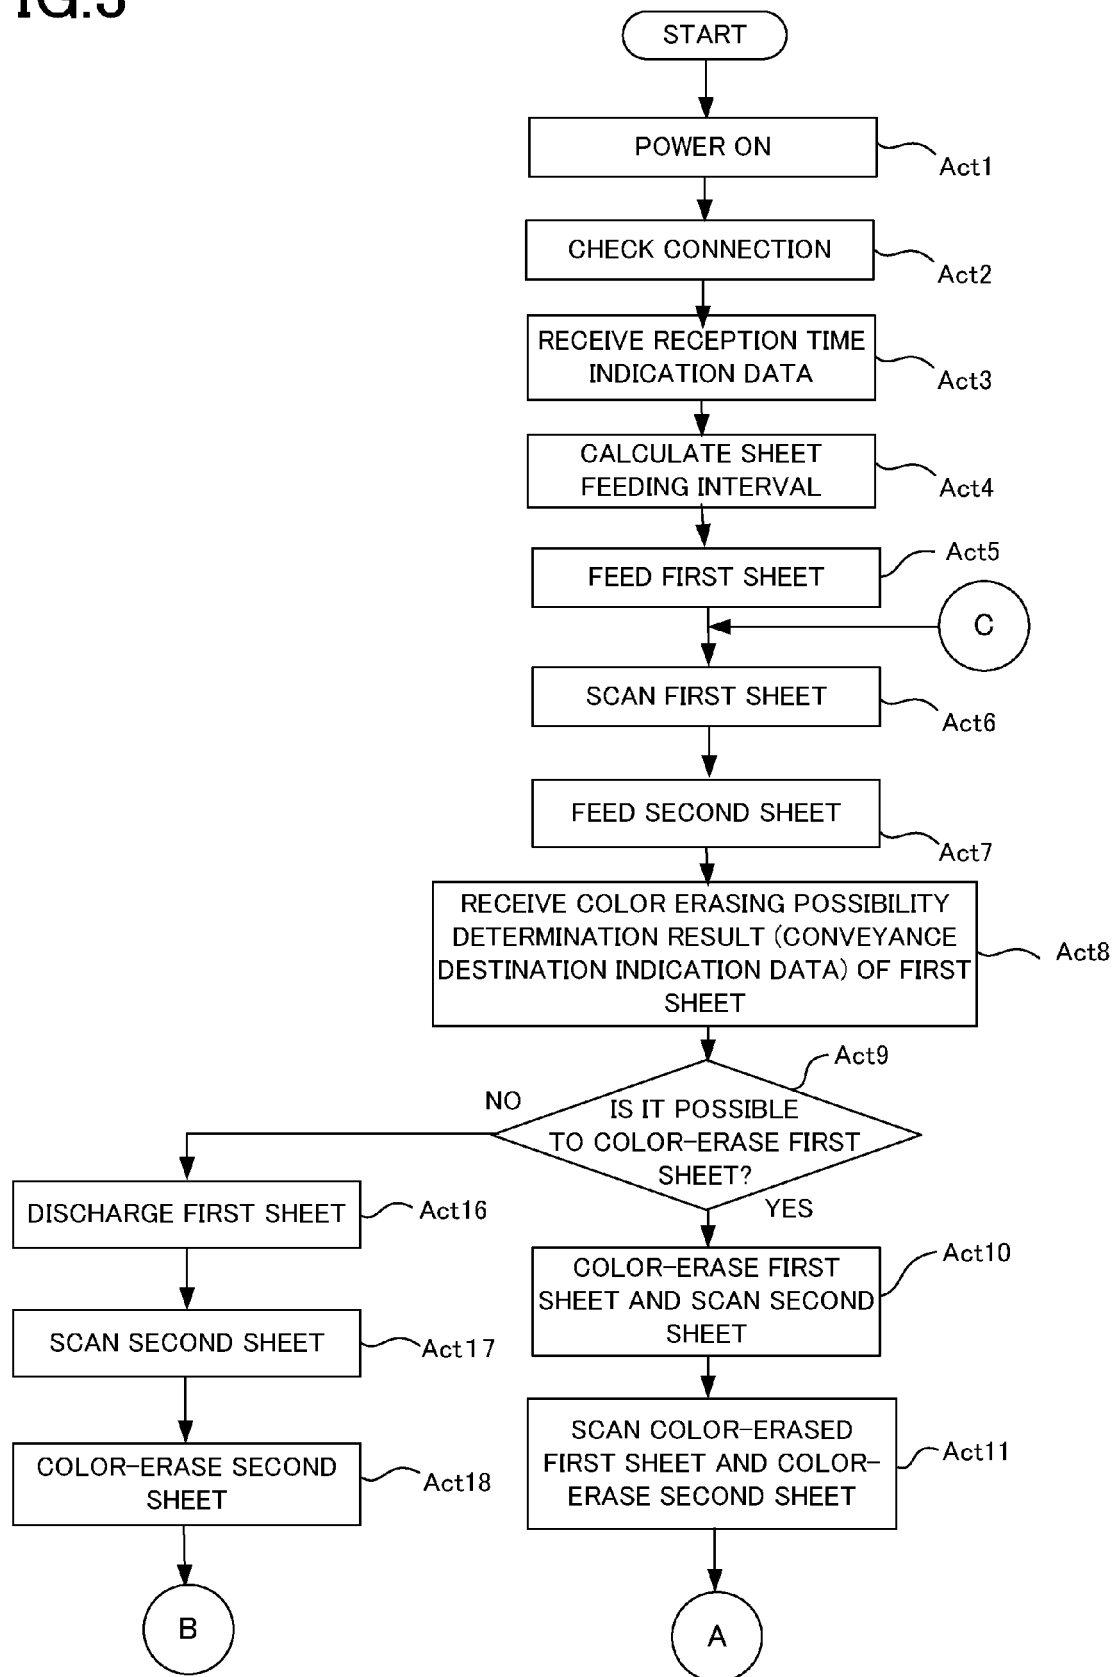 IG.3
START
POWER ON
Act1
CHECK CONNECTION
Act2
RECEIVE RECEPTION TIME
INDICATION DATA
Act3
CALCULATE SHEET
FEEDING INTERVAL
Act4
FEED FIRST SHEET
Act5
C
SCAN FIRST SHEET
Act6
FEED SECOND SHEET
Act7
RECEIVE COLOR ERASING POSSIBILITY
DETERMINATION RESULT (CONVEYANCE
DESTINATION INDICATION DATA) OF FIRST
SHEET
Act8
Act9
NO
IS IT POSSIBLE
TO COLOR-ERASE FIRST
SHEET?
YES
DISCHARGE FIRST SHEET
Act16
COLOR-ERASE FIRST
SHEET AND SCAN SECOND
SHEET
Act10
SCAN SECOND SHEET
Act17
SCAN COLOR-ERASED
FIRST SHEET AND COLOR-
ERASE SECOND SHEET
Act11
COLOR-ERASE SECOND
SHEET
Act18
B
A